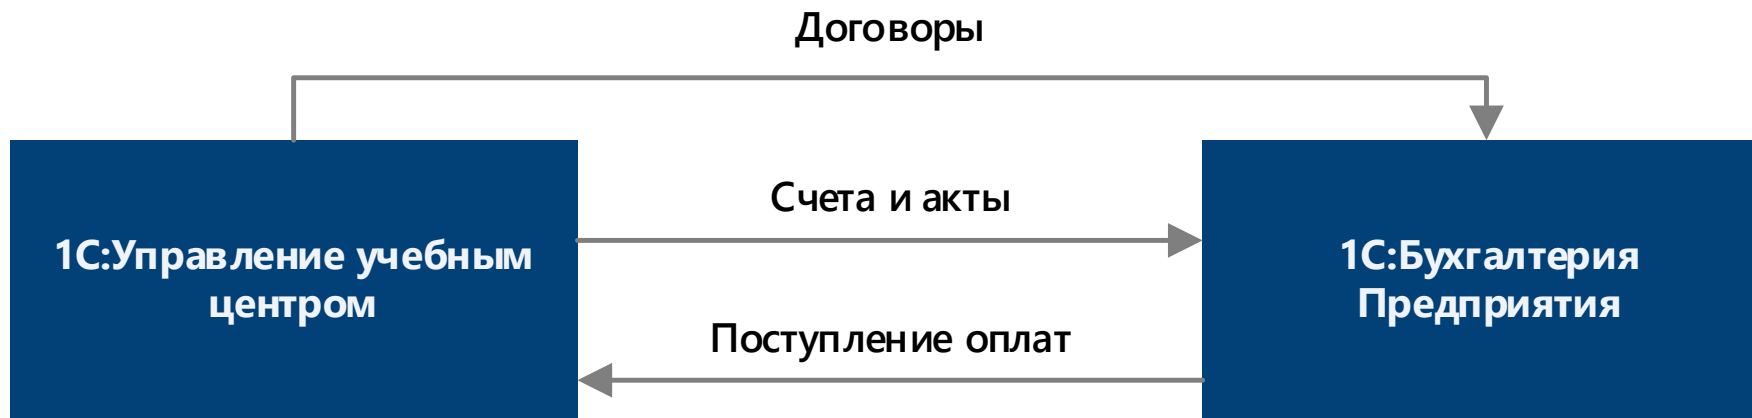 Договоры
Счета и акты
1С:Управление учебным
центром
1С:Бухгалтерия
Предприятия
Поступление оплат